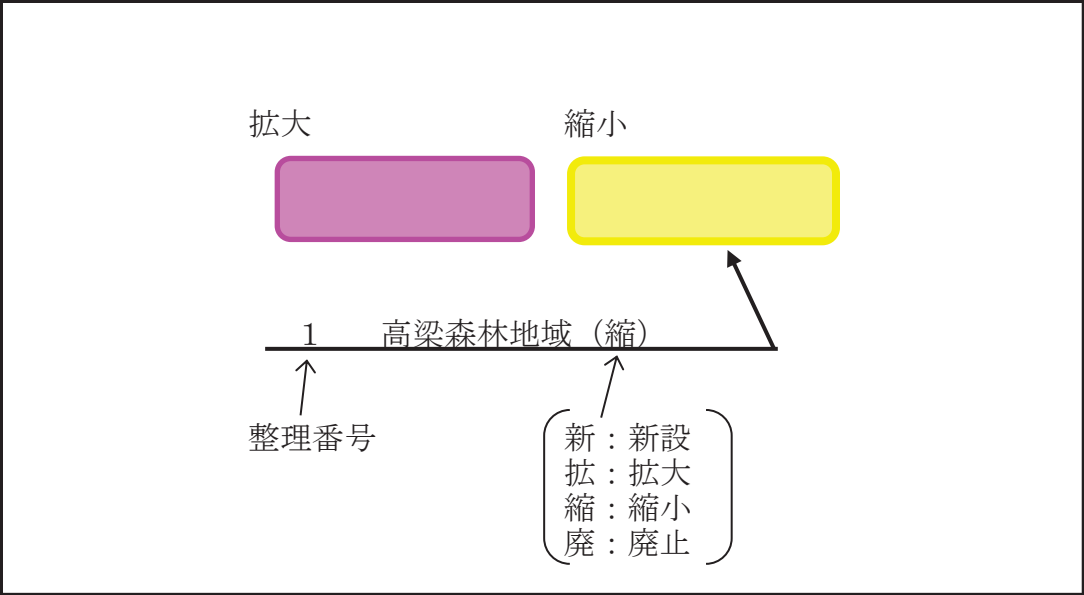 拡大
縮小
1 高梁森林地域（縮）
整理番号
新：新設
拡：拡大
縮：縮小
廃：廃止